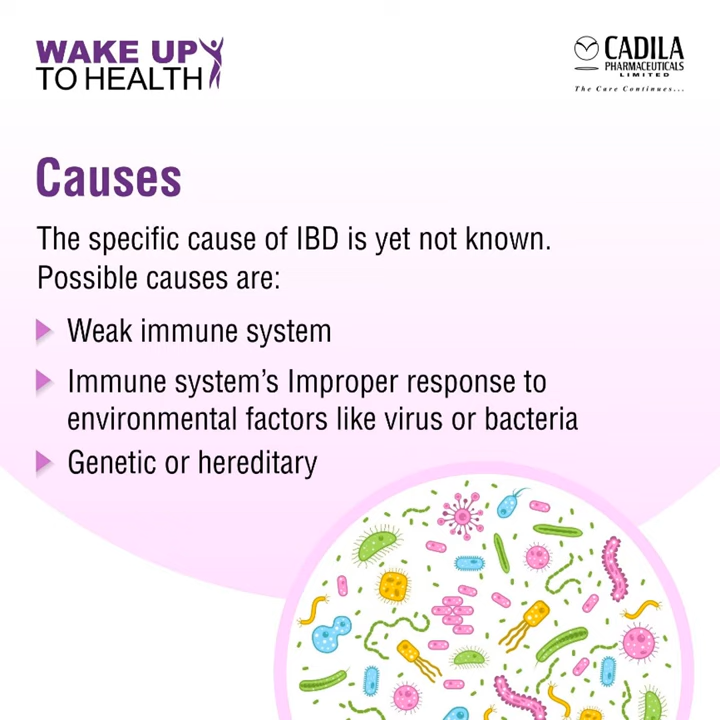 WAKE UP
TO HEALTH
CADILA
PHARMACEUTICALS
LIMITED
The Care Continues...
Causes
The specific cause of IBD is yet not known.
Possible causes are:
Weak immune system
Immune system's Improper response to
environmental factors like virus or bacteria
Genetic or hereditary